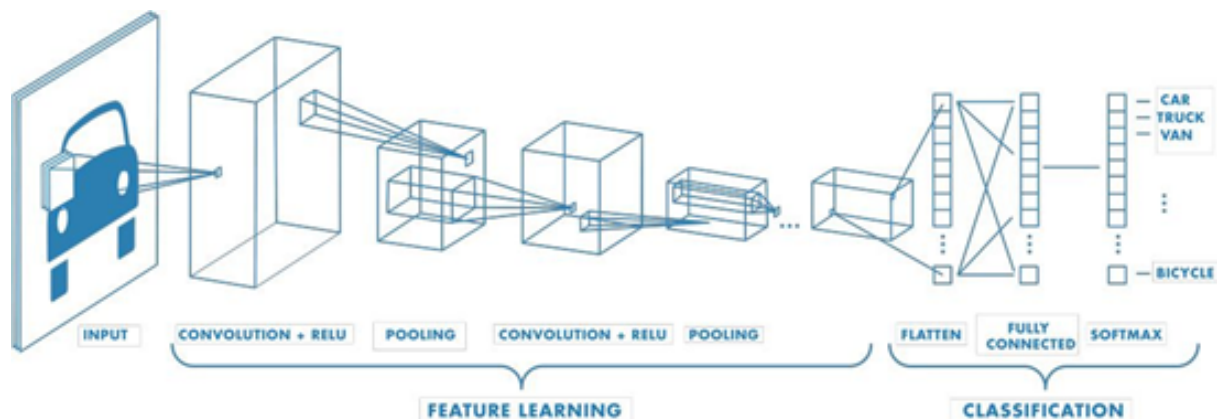 CAR
TRUCK
VAN
BICYCLE
INPUT
CONVOLUTION + RELU
POOLING
CONVOLUTION + RELU
POOLING
FLATTEN
FULLY
CONNECTED
SOFTMAX
FEATURE LEARNING
CLASSIFICATION